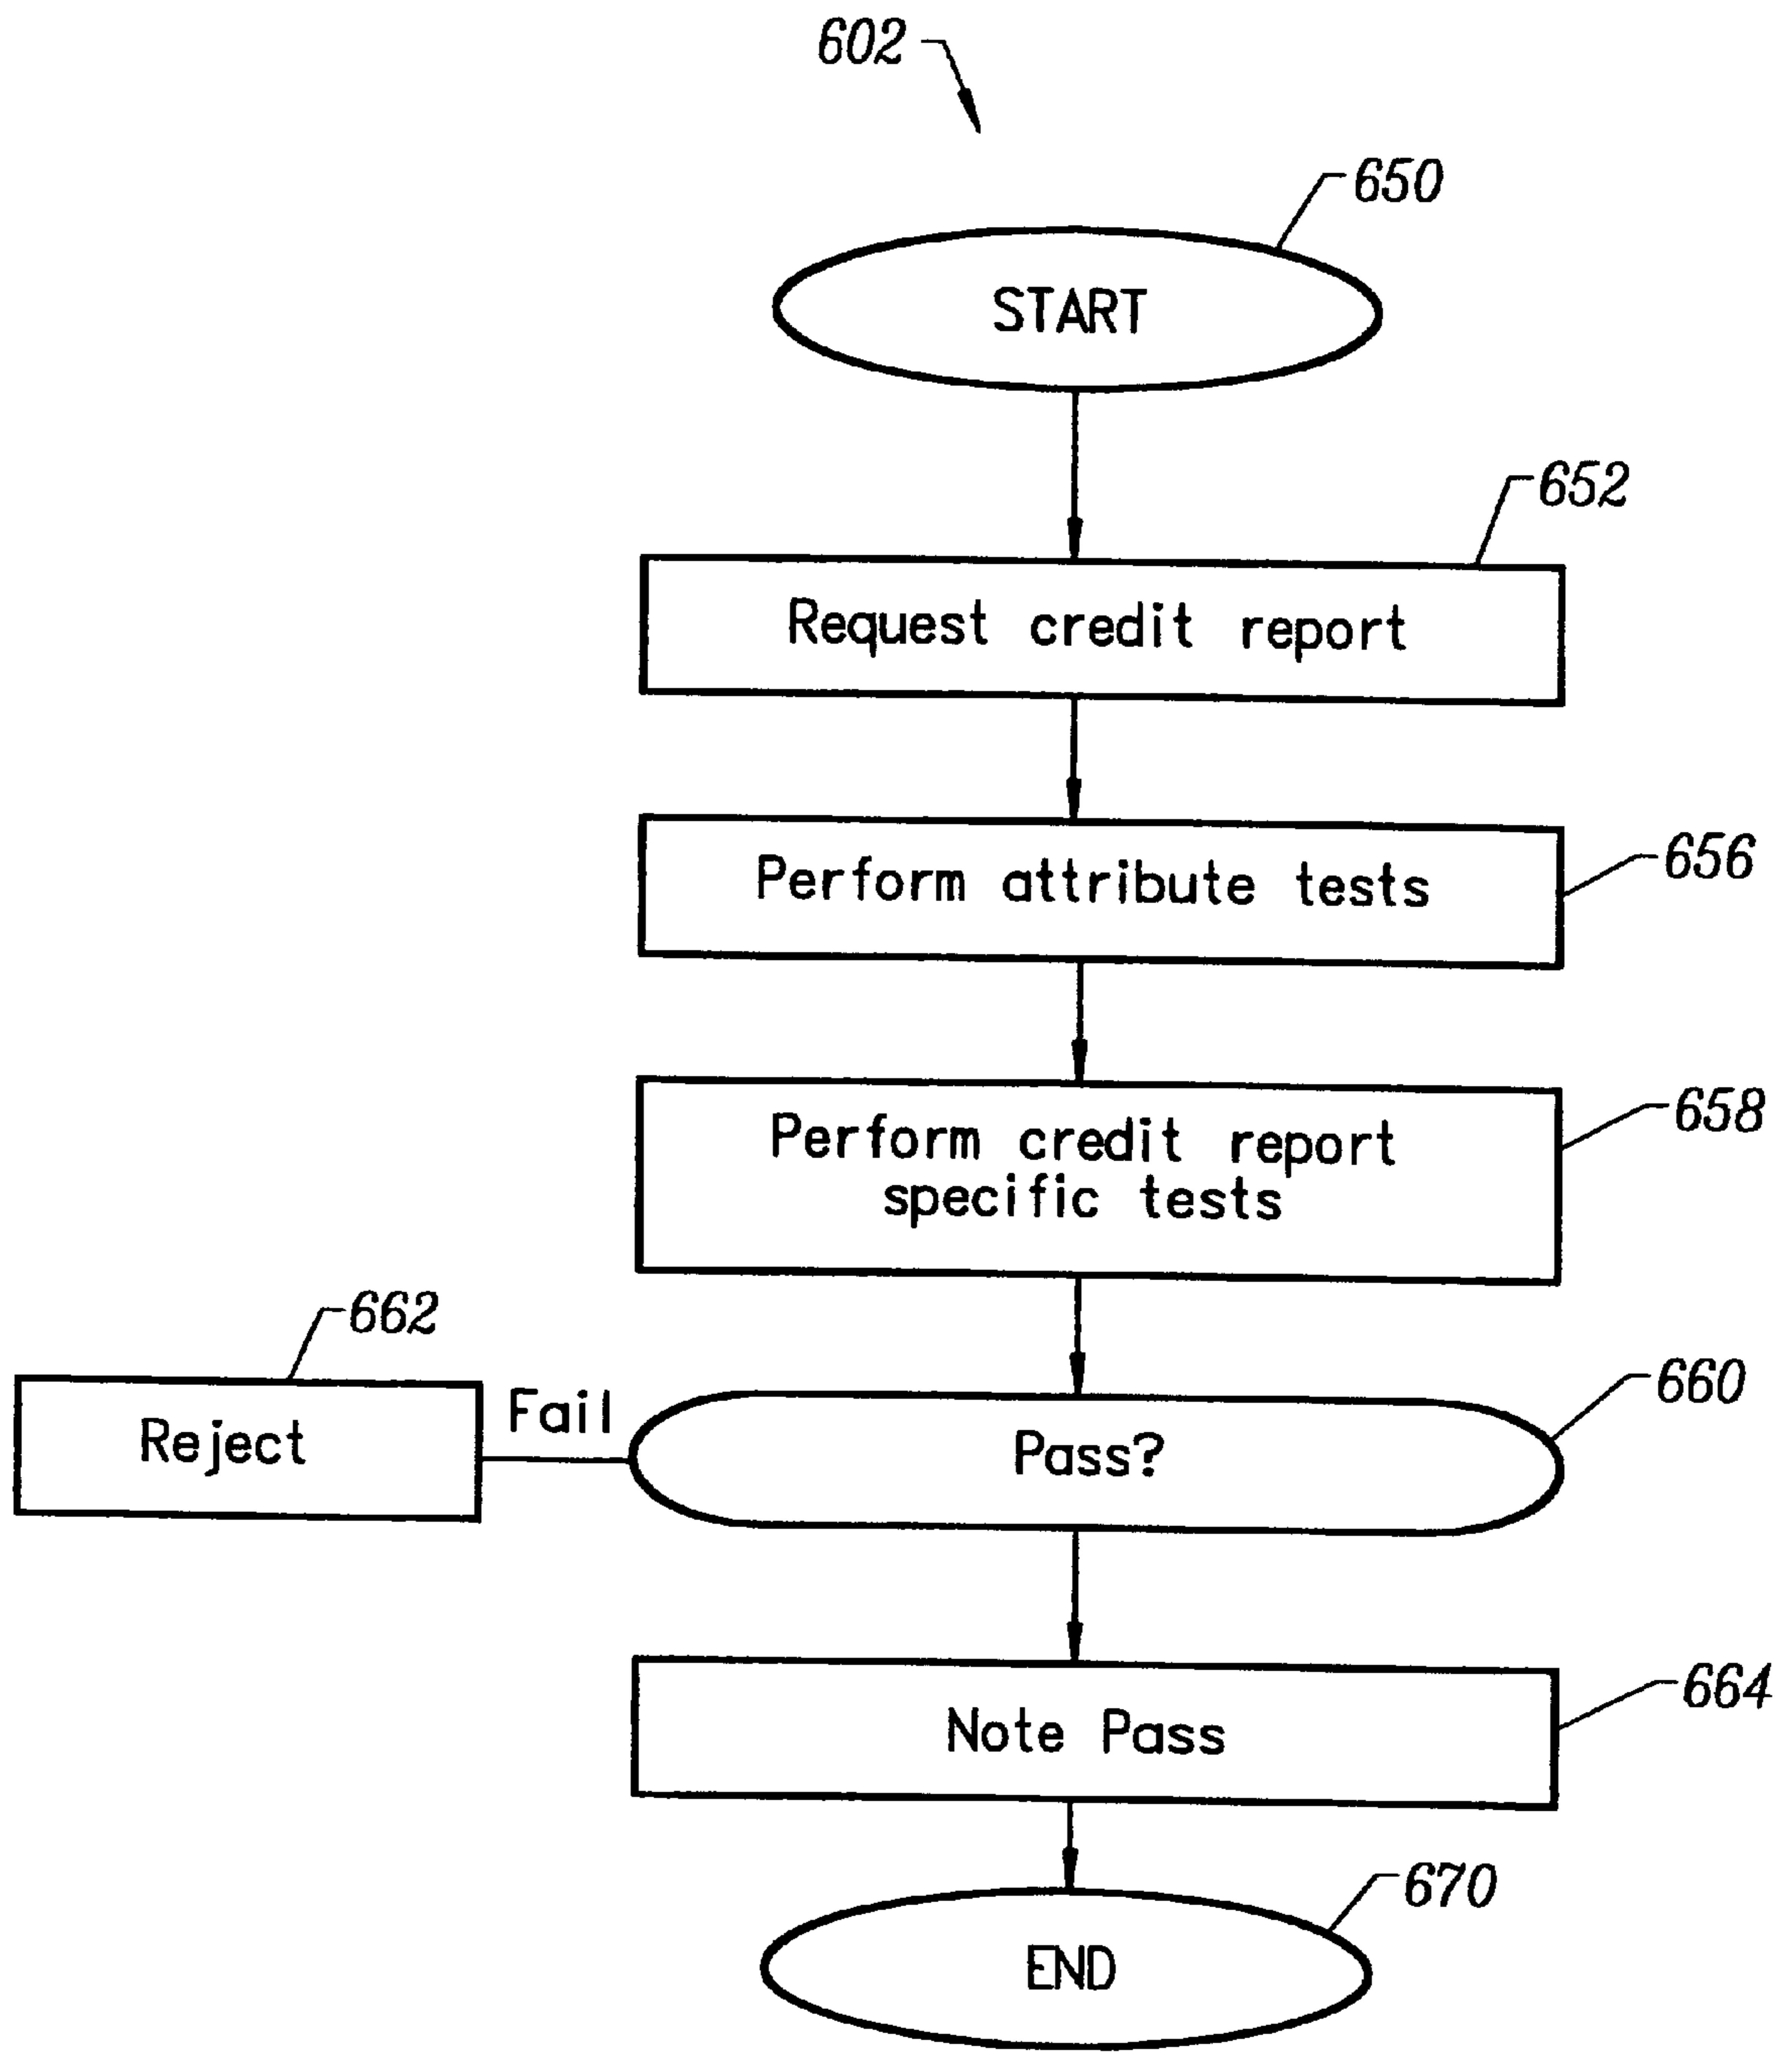 602
650
START
652
Request credit report
656
Perform attribute tests
658
Perform credit report
specific tests
662
Reject
Fail
660
Pass?
664
Note Pass
670
END